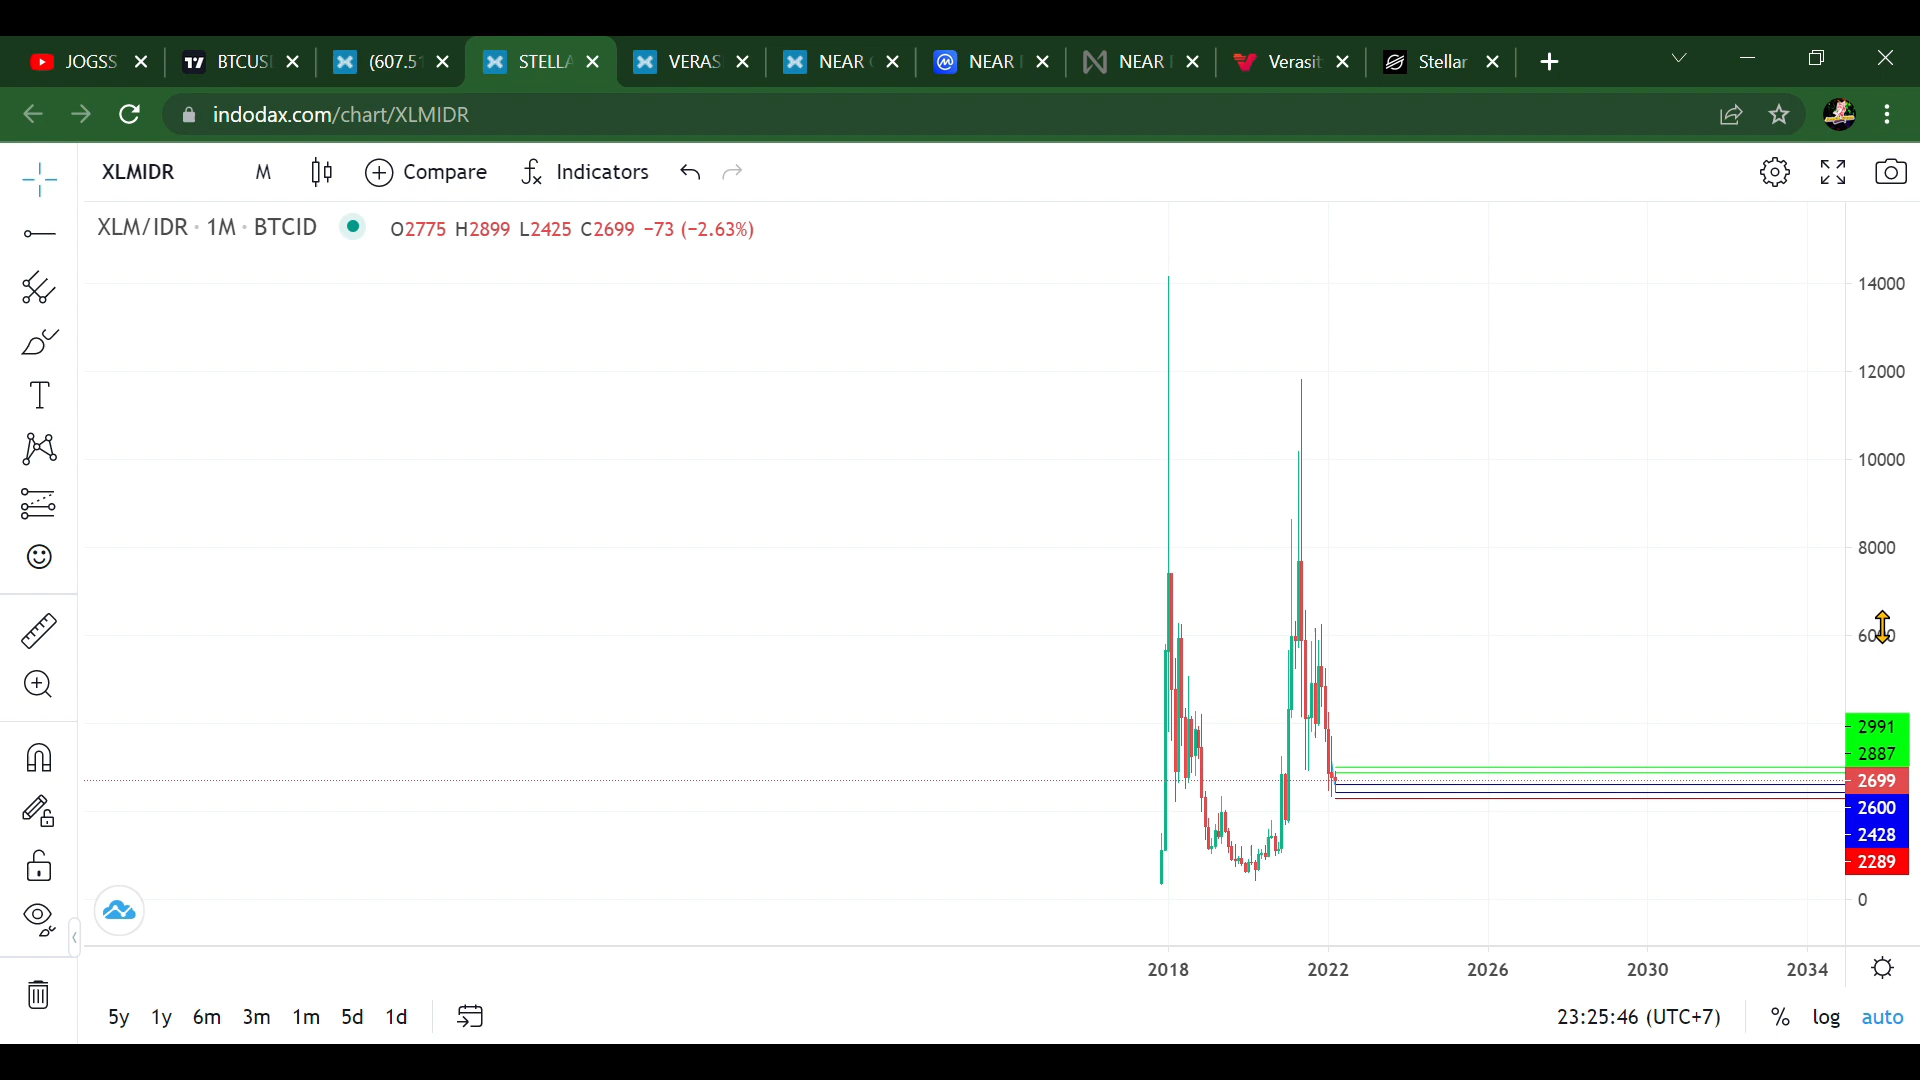 JOGSS BTCUSI (607.51 STELLA VERAS NEAR NEAR NEAR Verasit Stellar
indodax.com/chart/XLMIDR
XLMIDR M Compare Indicators
XLM/IDR · 1M · BTCID O2775 H2899 L2425 C2699 −73 (−2.63%)
14000
12000
10000
8000
6000
2991
2887
2699
2600
2428
2289
0
2018 2022 2026 2030 2034
5y 1y 6m 3m 1m 5d 1d 23:25:46 (UTC+7) % log auto